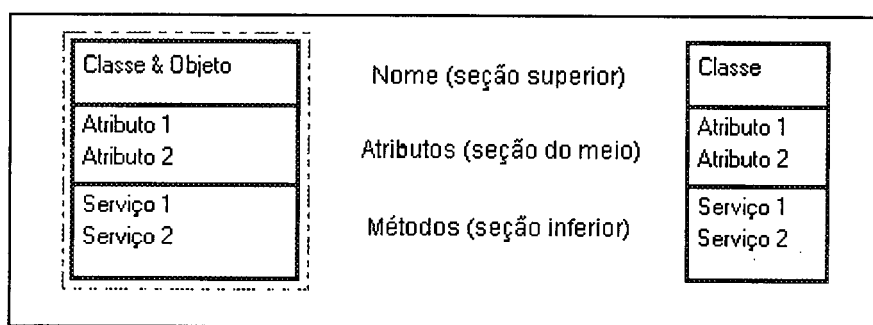 Classe & Objeto
Atributo 1
Atributo 2
Serviço 1
Serviço 2
Nome (seção superior)
Atributos (seção do meio)
Métodos (seção inferior)
Classe
Atributo 1
Atributo 2
Serviço 1
Serviço 2